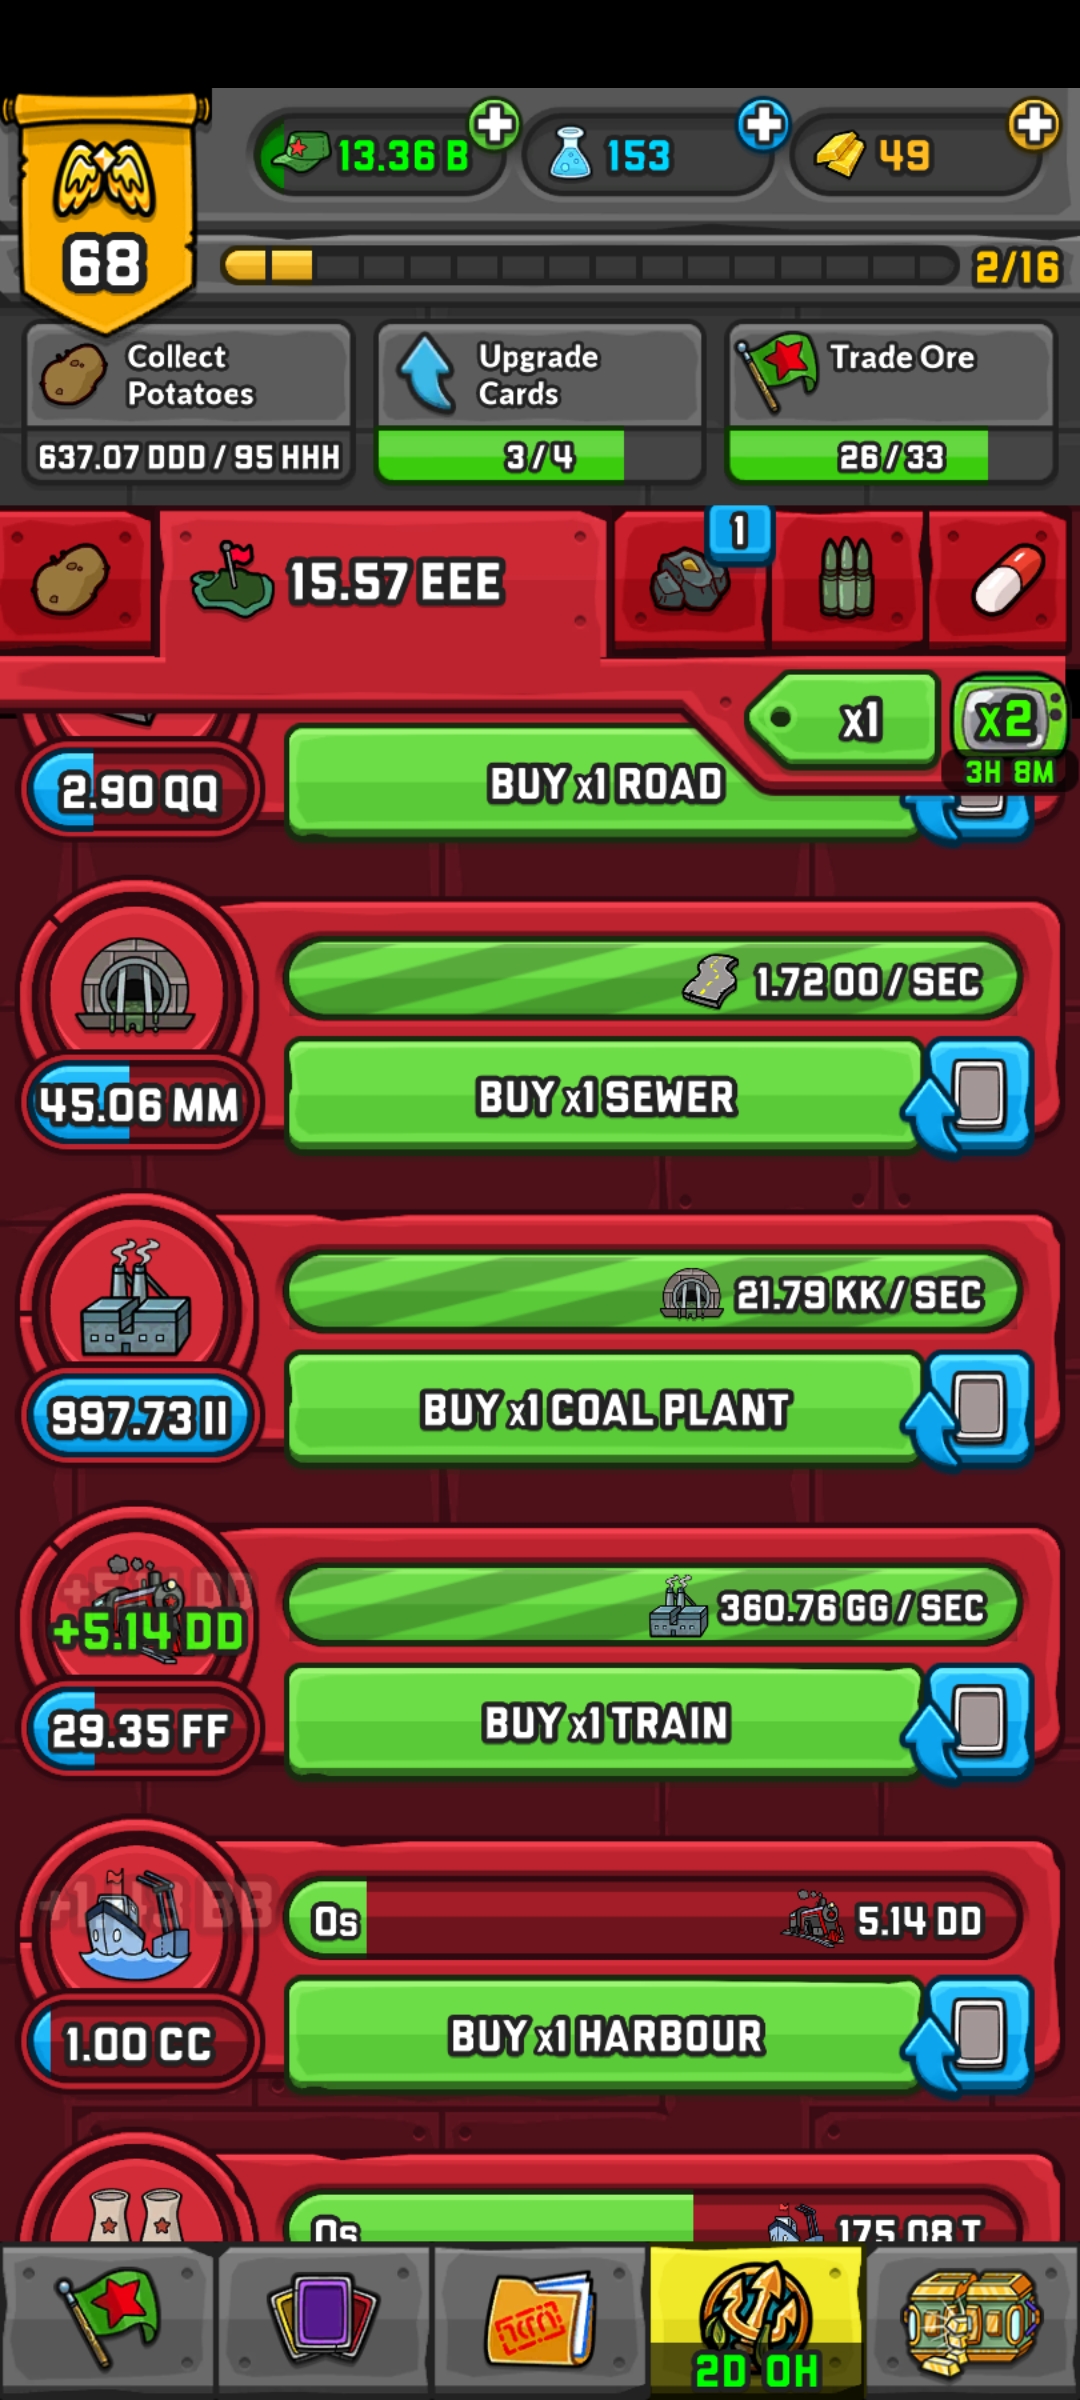 13.36 B
153
49
68
2/16
Collect
Potatoes
Upgrade
Cards
Trade Ore
637.07 DDD / 95 HHH
3/4
26/33
15.57 EEE
1
x1
x2
3H 8M
2.90 QQ
BUY x1 ROAD
1.72 OO / SEC
45.06 MM
BUY x1 SEWER
21.79 KK / SEC
997.73 II
BUY x1 COAL PLANT
+5.14 DD
+5.14 DD
360.76 GG / SEC
29.35 FF
BUY x1 TRAIN
0s
5.14 DD
1.00 CC
BUY x1 HARBOUR
0s
175.08 T
2D 0H